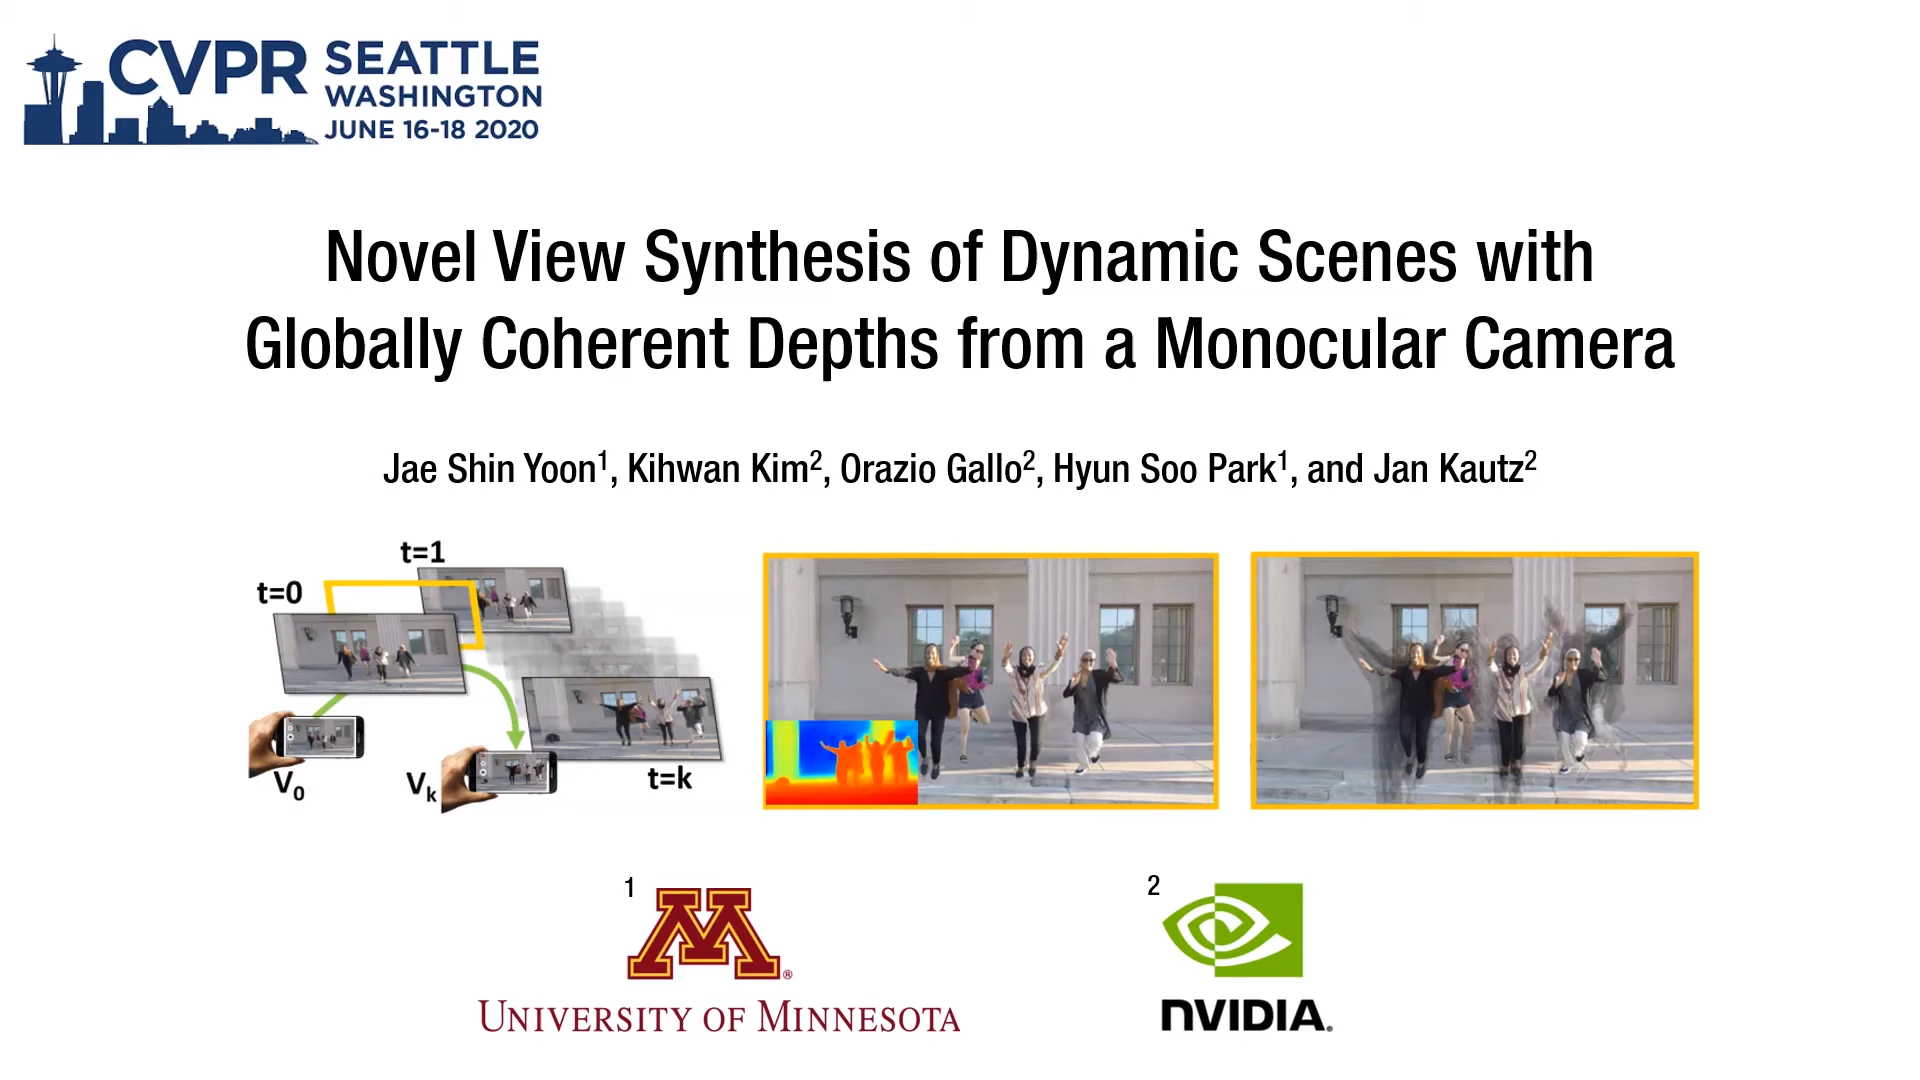 CVPR SEATTLE
WASHINGTON
JUNE 16-18 2020
Novel View Synthesis of Dynamic Scenes with
Globally Coherent Depths from a Monocular Camera
Jae Shin Yoon1, Kihwan Kim2, Orazio Gallo2, Hyun Soo Park1, and Jan Kautz2
t=1
t=0
V0
Vk
t=k
1
2
UNIVERSITY OF MINNESOTA
NVIDIA.